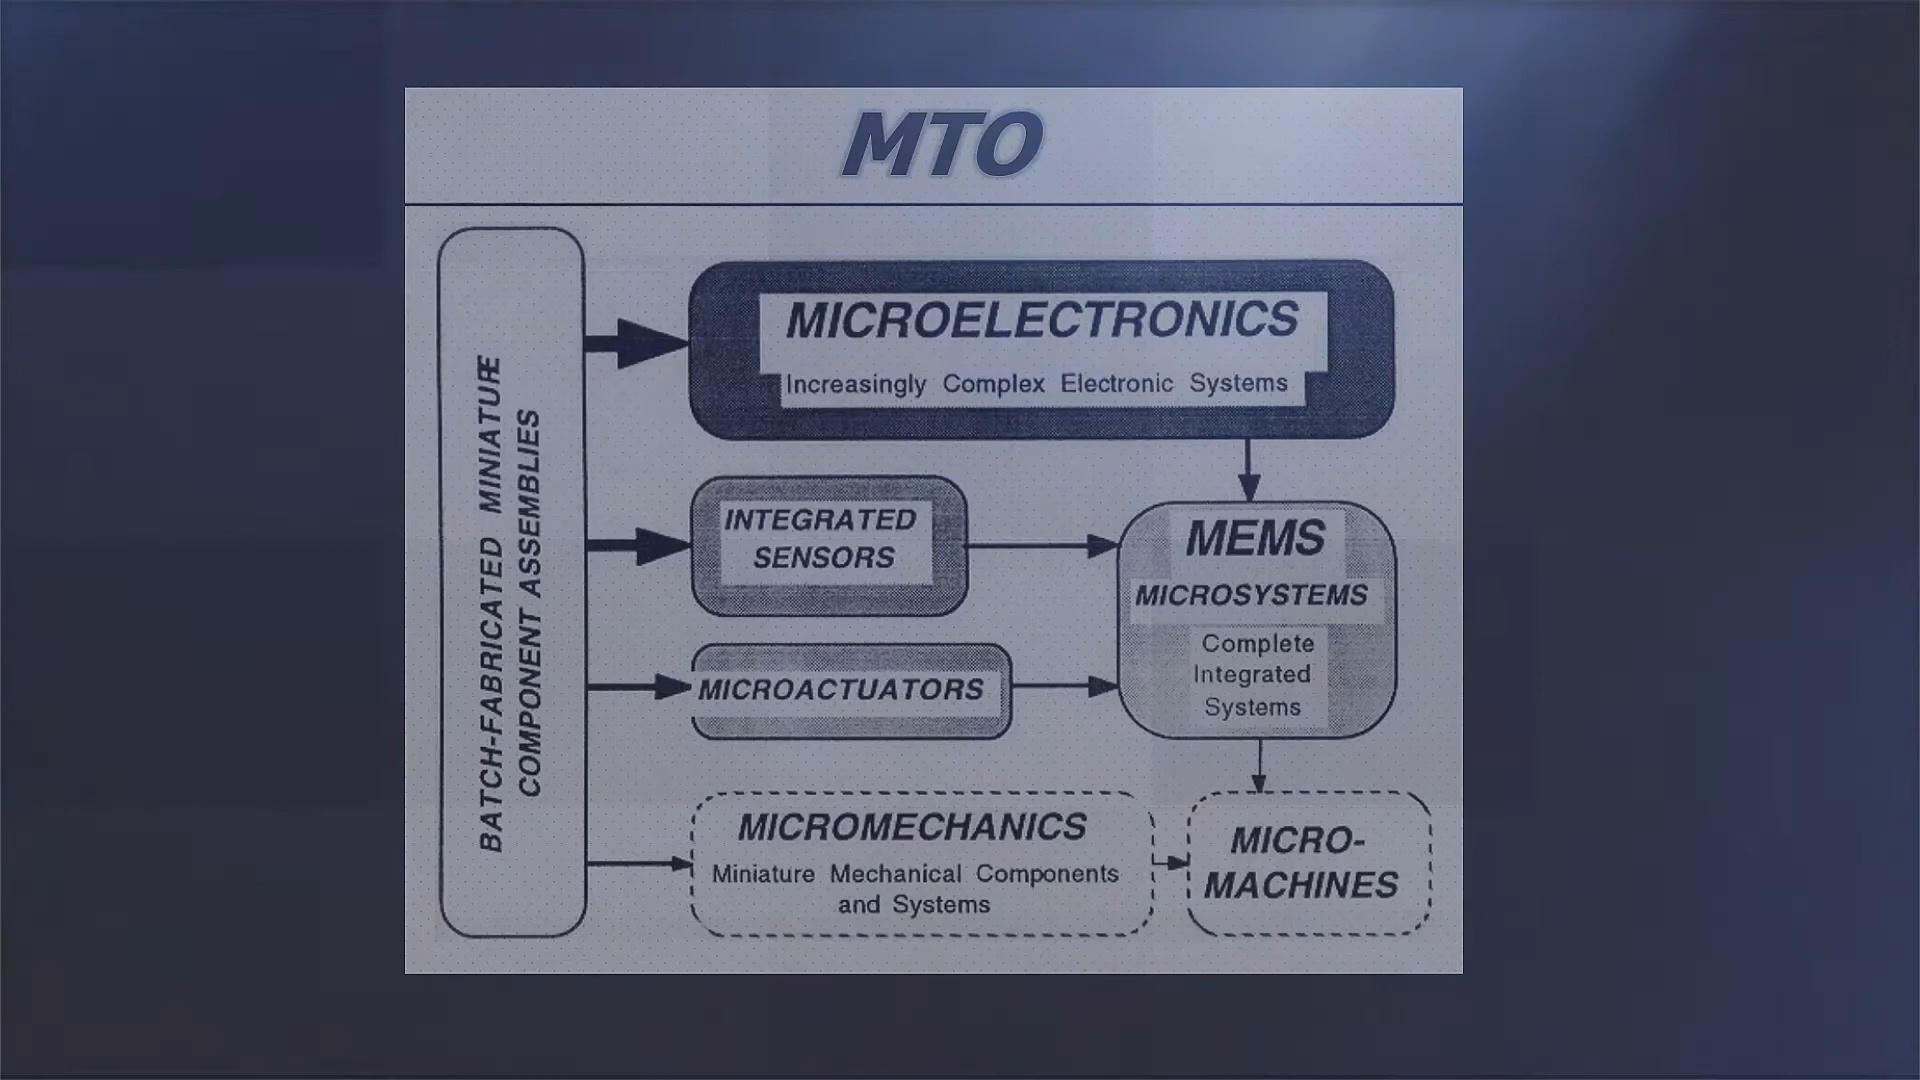 MTO
BATCH-FABRICATED MINIATURE
COMPONENT ASSEMBLIES
MICROELECTRONICS
Increasingly Complex Electronic Systems
INTEGRATED
SENSORS
MICROACTUATORS
MEMS
MICROSYSTEMS
Complete
Integrated
Systems
MICROMECHANICS
Miniature Mechanical Components
and Systems
MICRO-
MACHINES